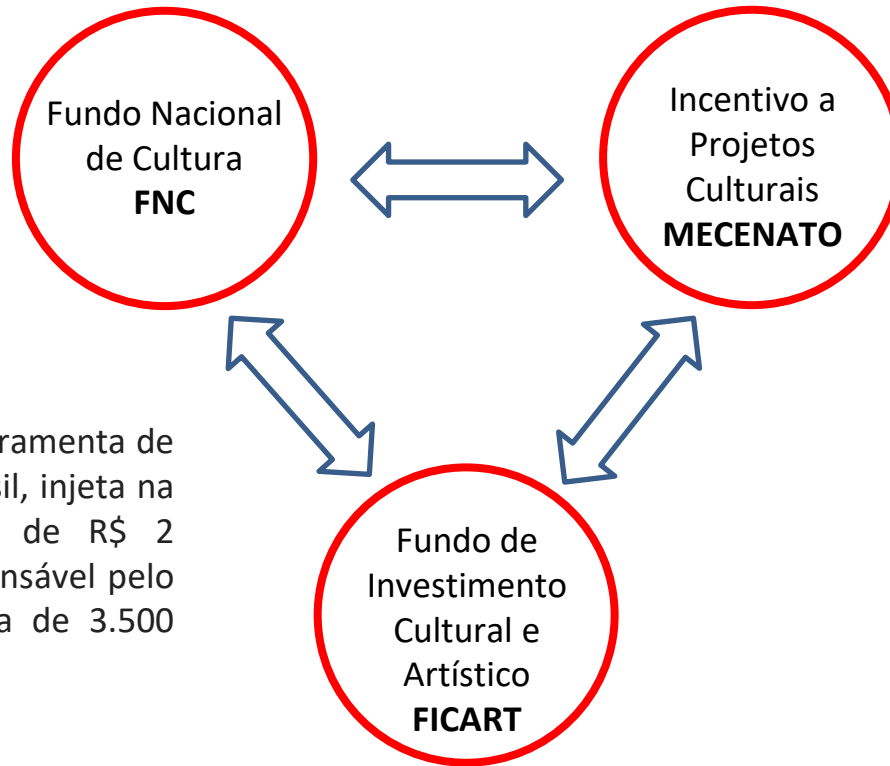 Fundo Nacional
de Cultura
FNC
Incentivo a
Projetos
Culturais
MECENATO
ramenta de
sil, injeta na
de R$ 2
nsável pelo
a de 3.500
Fundo de
Investimento
Cultural e
Artístico
FICART